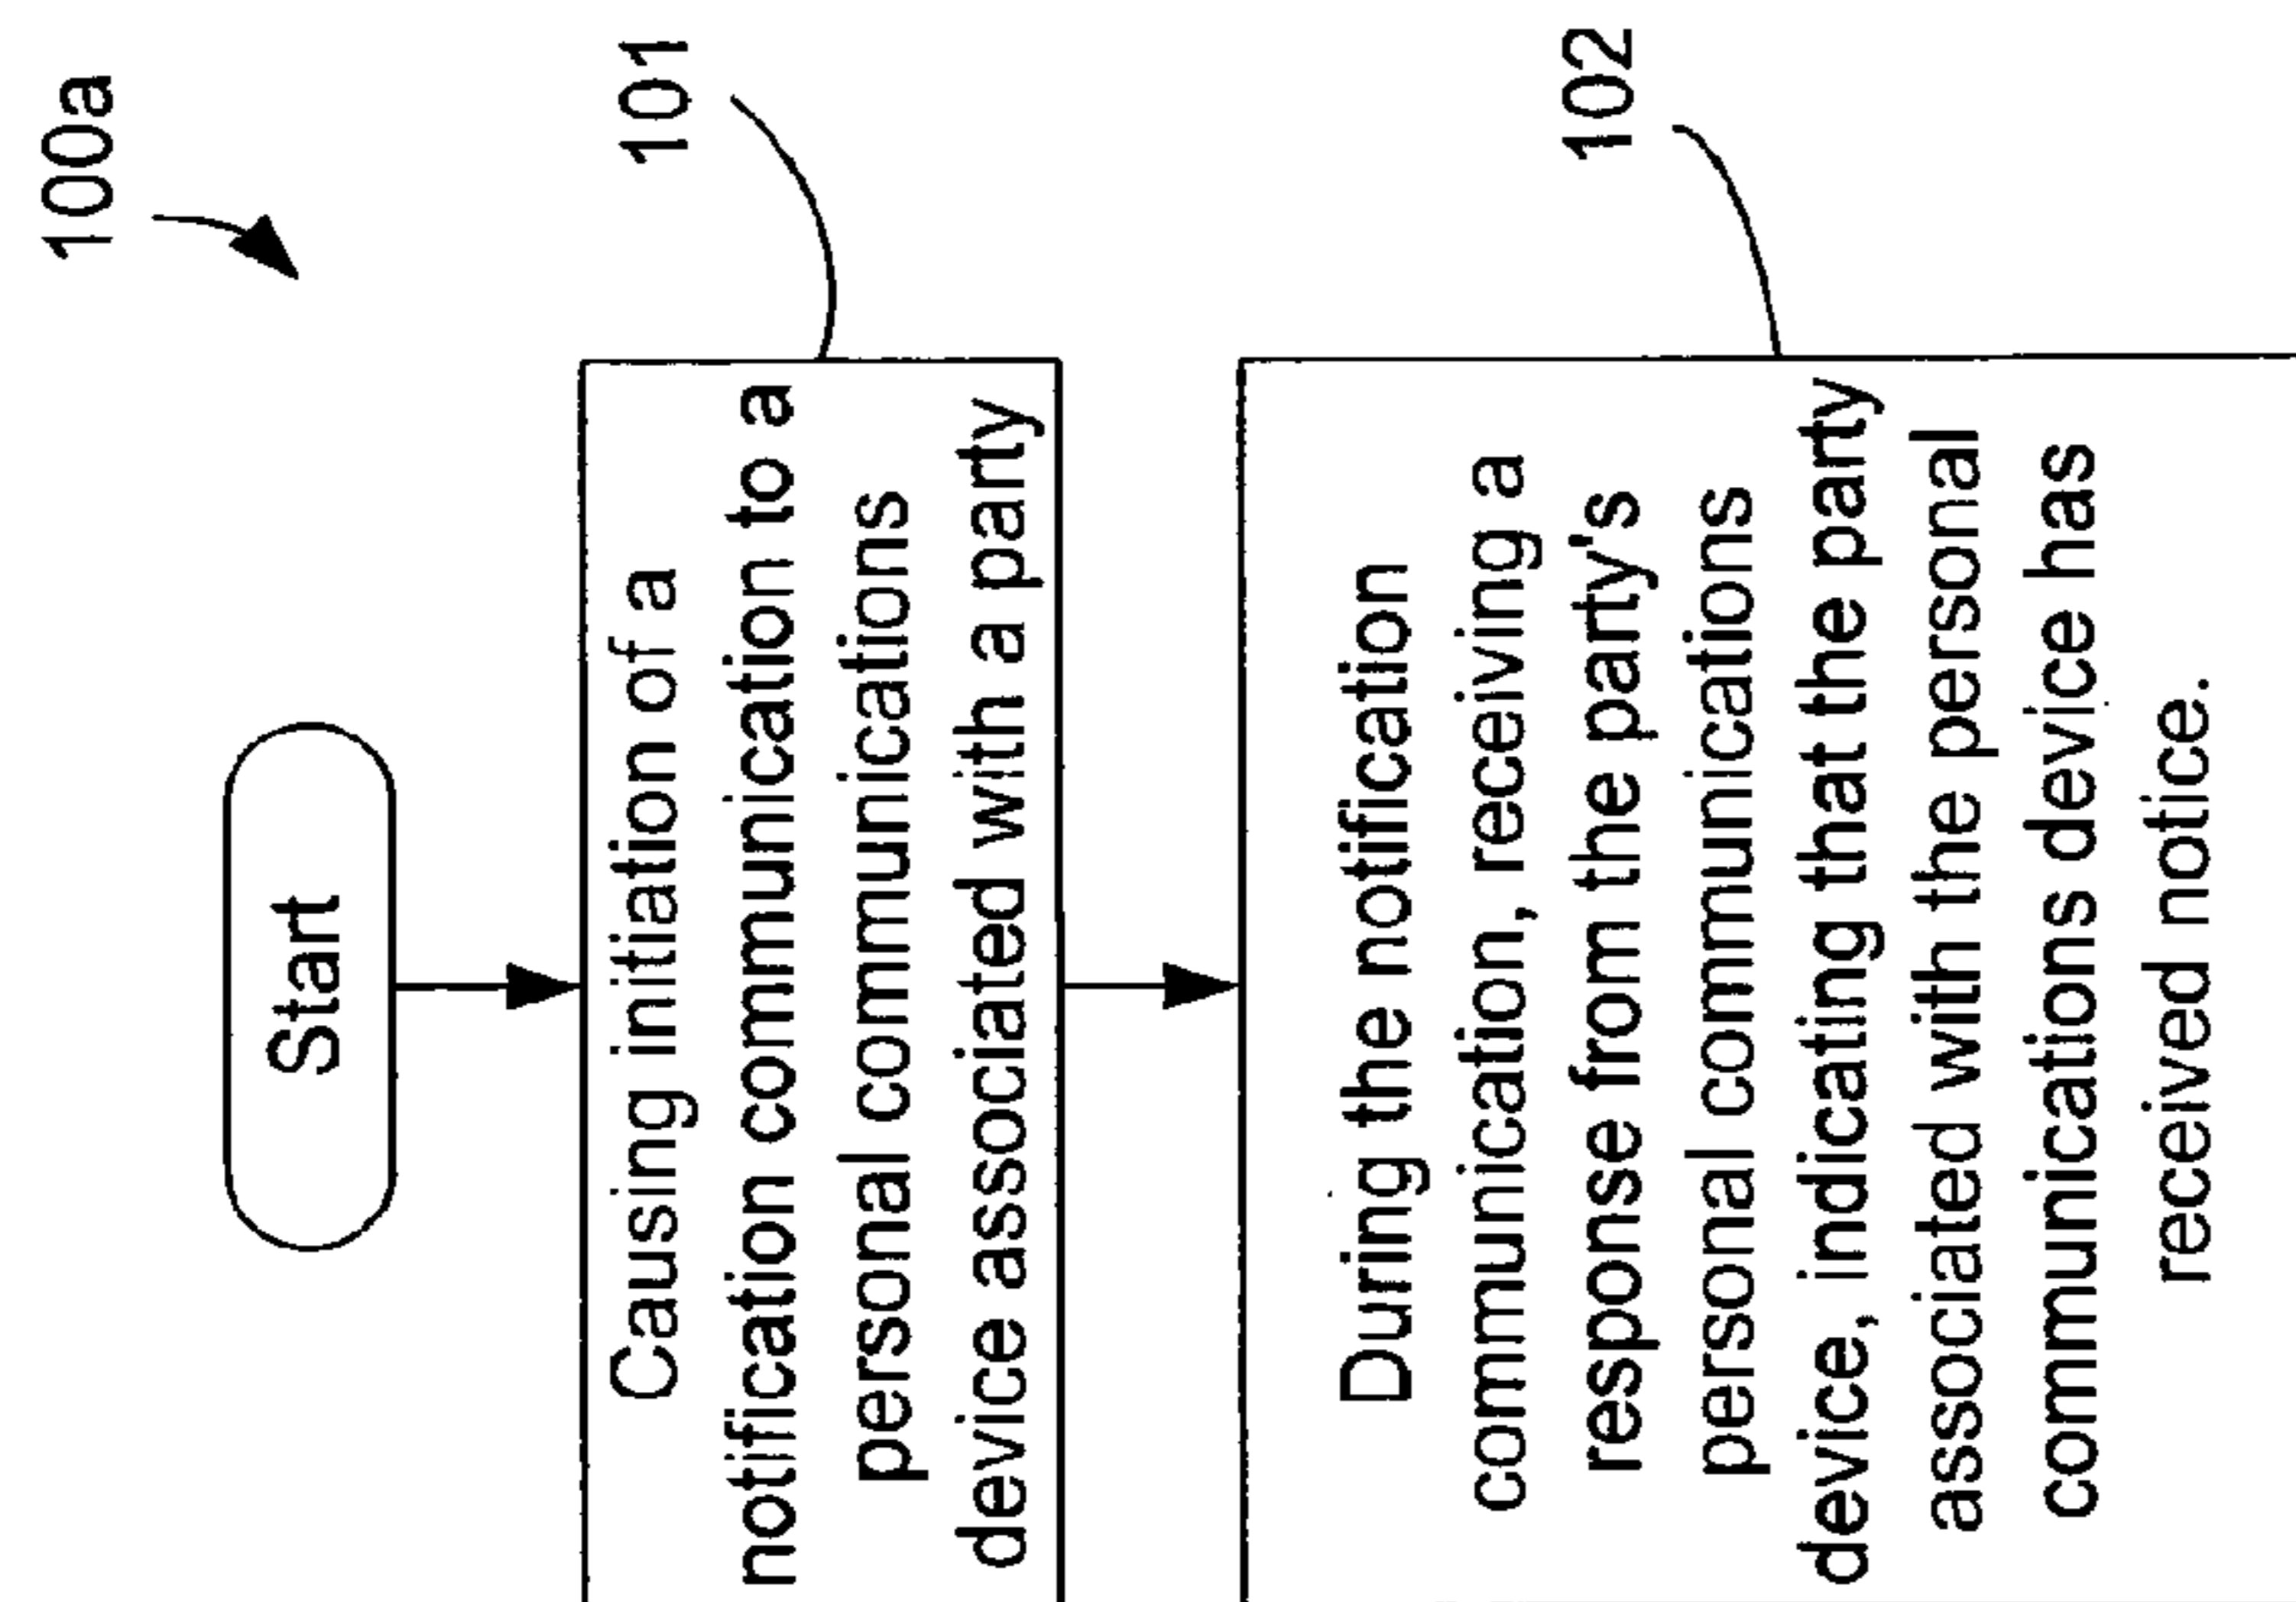 100a
Start
101
Causing initiation of a
notification communication to a
personal communications
device associated with a party
102
During the notification
communication, receiving a
response from the party's
personal communications
device, indicating that the party
associated with the personal
communications device has
received notice.